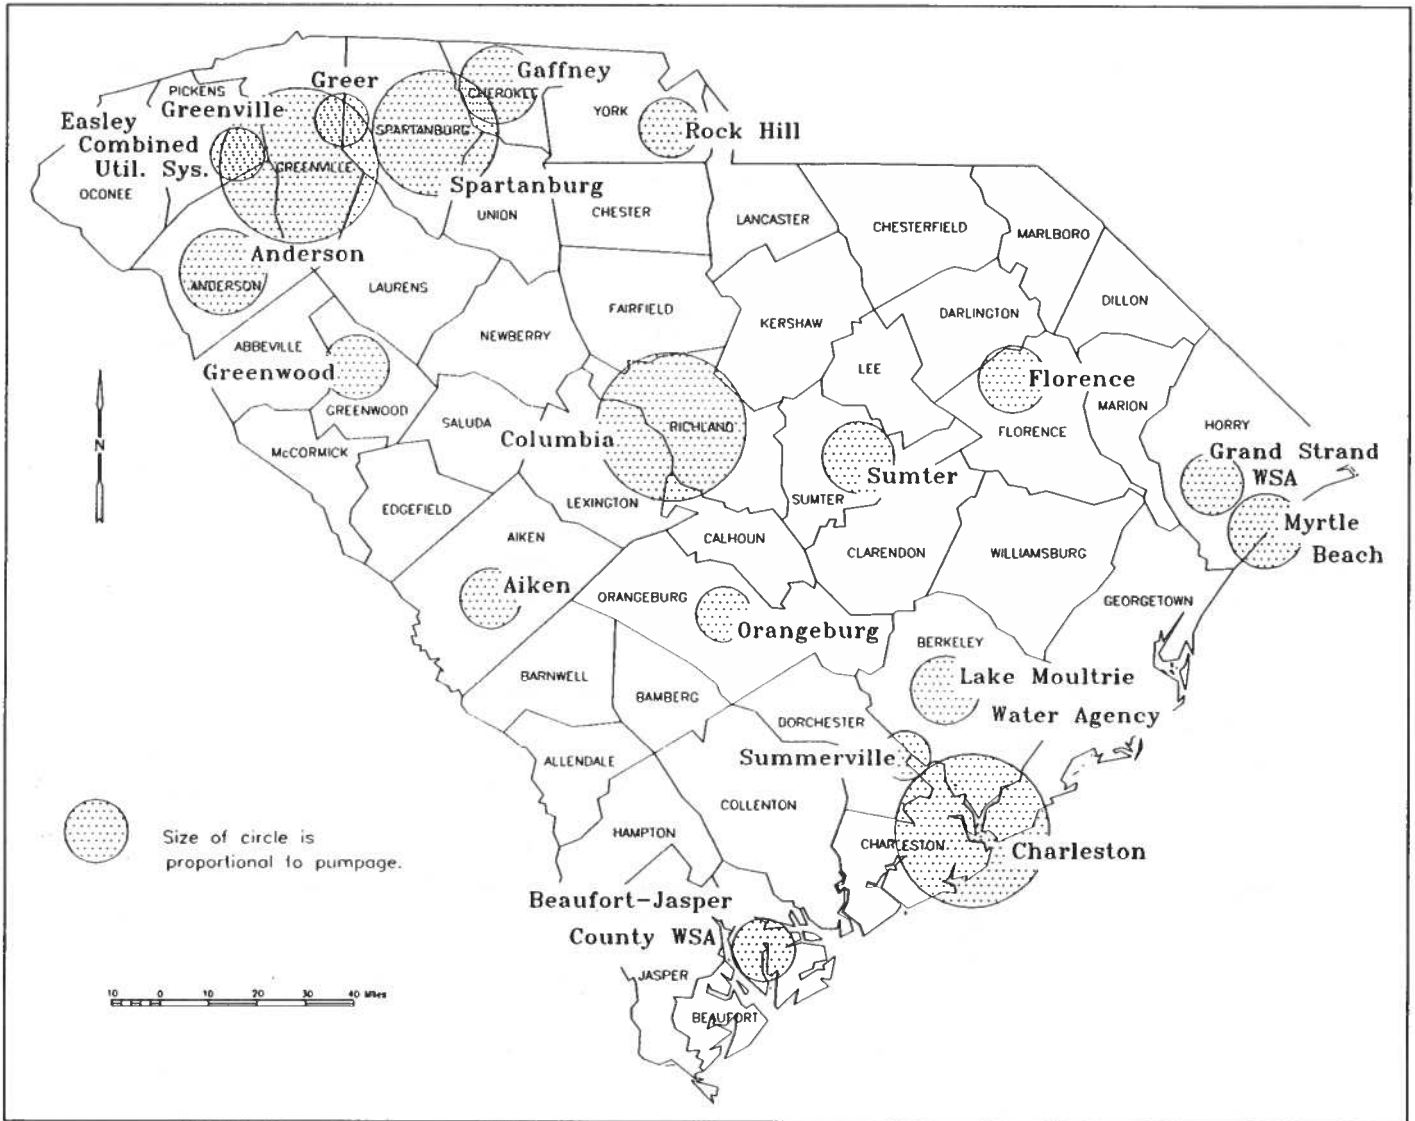 Greer
Gaffney
PICKENS
CHEROKEE
Greenville
YORK
Easley
Combined
Util. Sys.
SPARTANBURG
Rock Hill
GREENVILLE
OCONEE
Spartanburg
UNION
CHESTER
LANCASTER
CHESTERFIELD
MARLBORO
Anderson
ANDERSON
LAURENS
DILLON
FAIRFIELD
DARLINGTON
KERSHAW
NEWBERRY
ABBEVILLE
LEE
Greenwood
Florence
GREENWOOD
MARION
N
SALUDA
RICHLAND
HORRY
Columbia
FLORENCE
McCORMICK
Grand Strand
WSA
Sumter
EDGEFIELD
LEXINGTON
SUMTER
Myrtle
Beach
AIKEN
CALHOUN
CLARENDON
WILLIAMSBURG
Aiken
ORANGEBURG
GEORGETOWN
Orangeburg
BERKELEY
BARNWELL
Lake Moultrie
Water Agency
BAMBERG
DORCHESTER
Summerville
ALLENDALE
COLLENTON
HAMPTON
CHARLESTON
Charleston
Size of circle is
proportional to pumpage.
Beaufort-Jasper
County WSA
JASPER
10 0 10 20 30 40 Miles
BEAUFORT